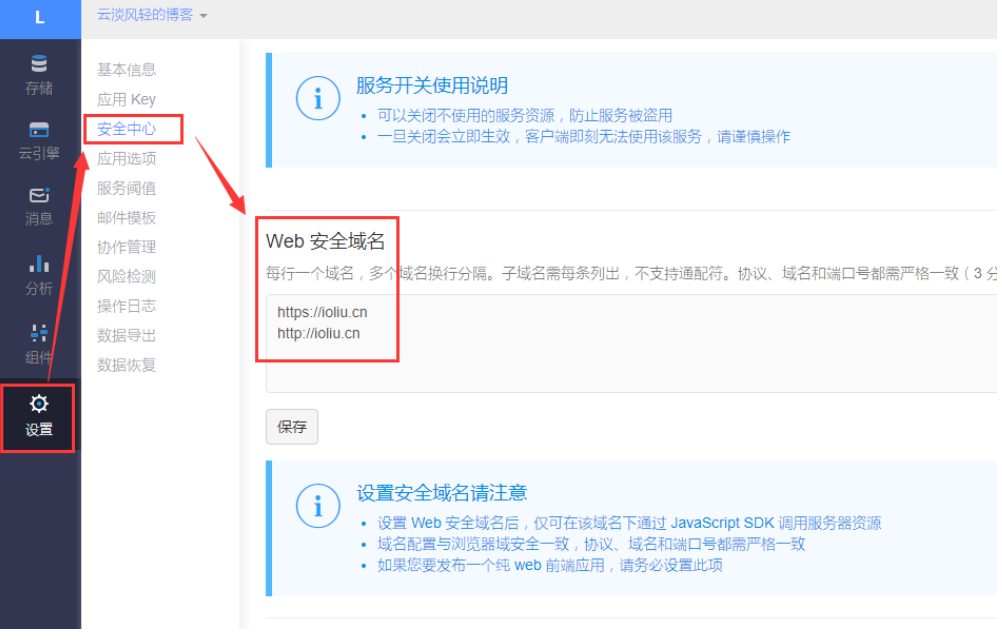 L
云淡风轻的博客
存储
云引擎
消息
分析
组件
设置
基本信息
应用 Key
安全中心
应用选项
服务阈值
邮件模板
协作管理
风险检测
操作日志
数据导出
数据恢复
服务开关使用说明
可以关闭不使用的服务资源，防止服务被盗用
一旦关闭会立即生效，客户端即刻无法使用该服务，请谨慎操作
Web 安全域名
每行一个域名，多个域名换行分隔。子域名需每条列出，不支持通配符。协议、域名和端口号都需严格一致（3 分
https://ioliu.cn
http://ioliu.cn
保存
设置安全域名请注意
设置 Web 安全域名后，仅可在该域名下通过 JavaScript SDK 调用服务器资源
域名配置与浏览器域安全一致，协议、域名和端口号都需严格一致
如果您要发布一个纯 web 前端应用，请务必设置此项